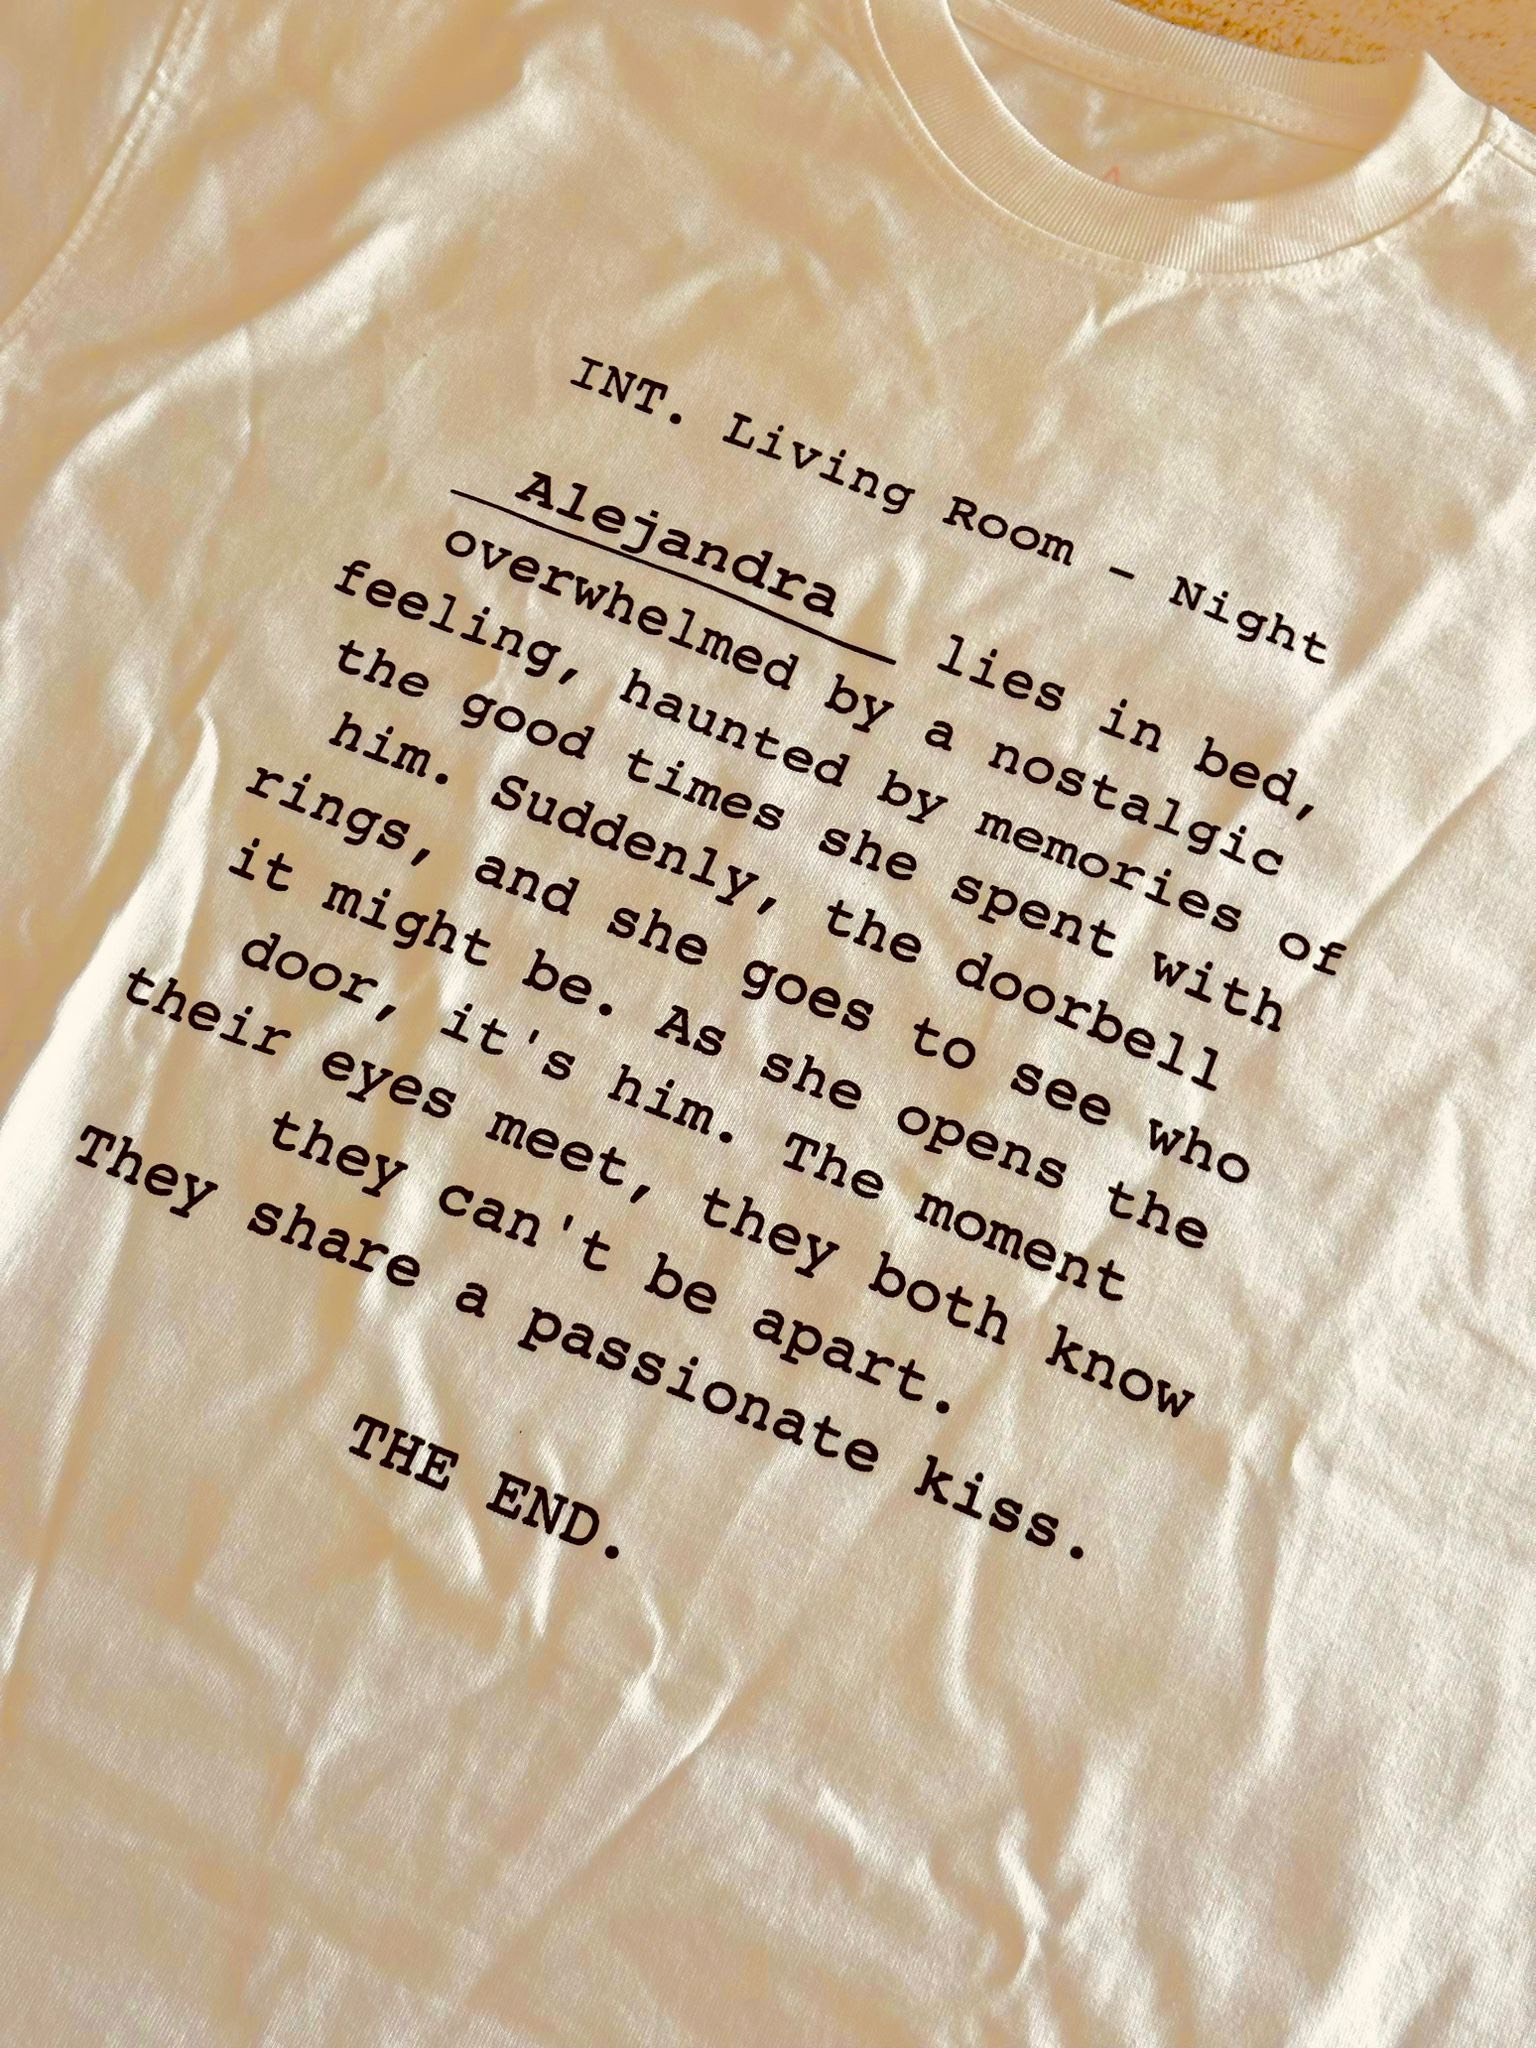 INT. Living Room - Night
Alejandra lies in bed,
overwhelmed by a nostalgic
feeling, haunted by memories of
the good times she spent with
him. Suddenly, the doorbell
rings, and she goes to see who
it might be. As she opens the
door, it's him. The moment
their eyes meet, they both know
they can't be apart.
They share a passionate kiss.
THE END.